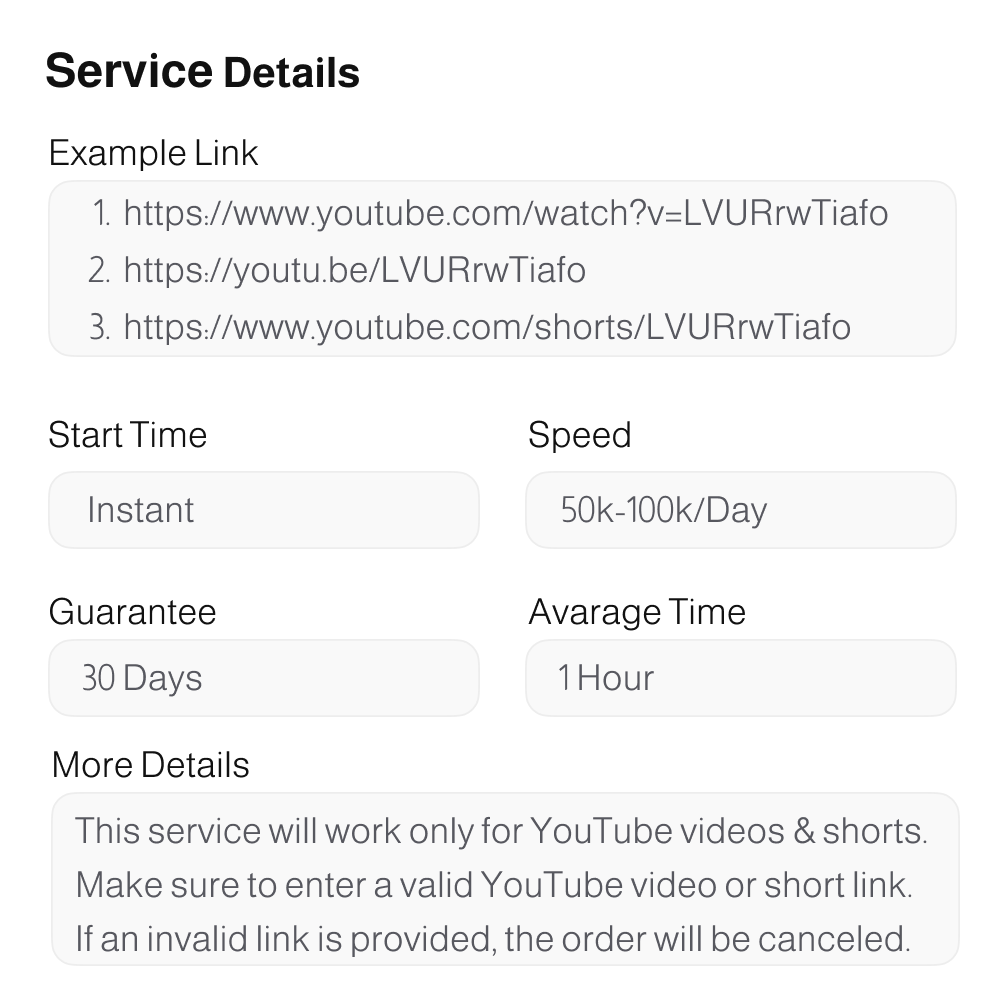 Service Details
Example Link
1. https://www.youtube.com/watch?v=LVURrwTiafo
2. https://youtu.be/LVURrwTiafo
3. https://www.youtube.com/shorts/LVURrwTiafo
Start Time
Speed
Instant
50k-100k/Day
Guarantee
Avarage Time
30 Days
1 Hour
More Details
This service will work only for YouTube videos & shorts.
Make sure to enter a valid YouTube video or short link.
If an invalid link is provided, the order will be canceled.